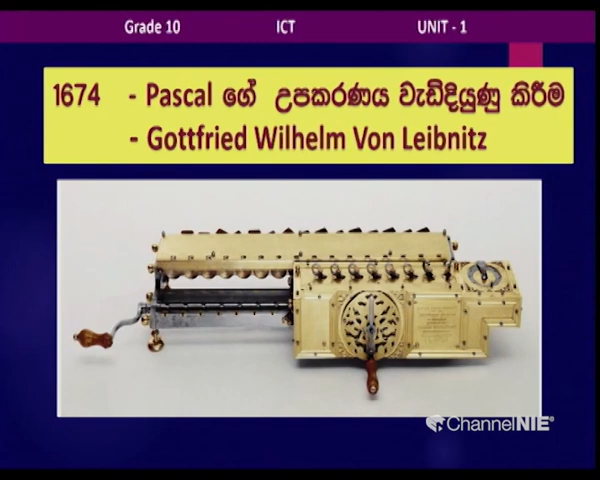 Grade 10 ICT UNIT - 1
1674 - Pascal ගේ උපකරණය වැඩිදියුණු කිරීම
- Gottfried Wilhelm Von Leibnitz
ChannelNIE®